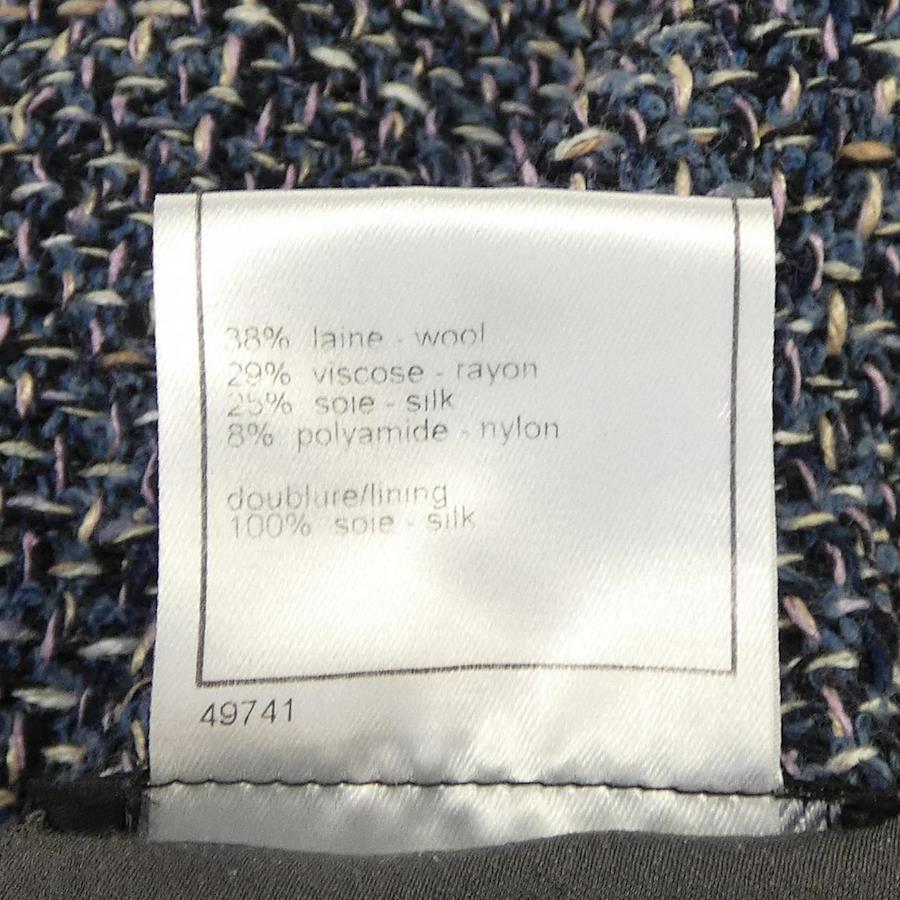 38% laine - wool
29% viscose - rayon
25% soie - silk
8% polyamide - nylon
doublure/lining
100% soie - silk
49741